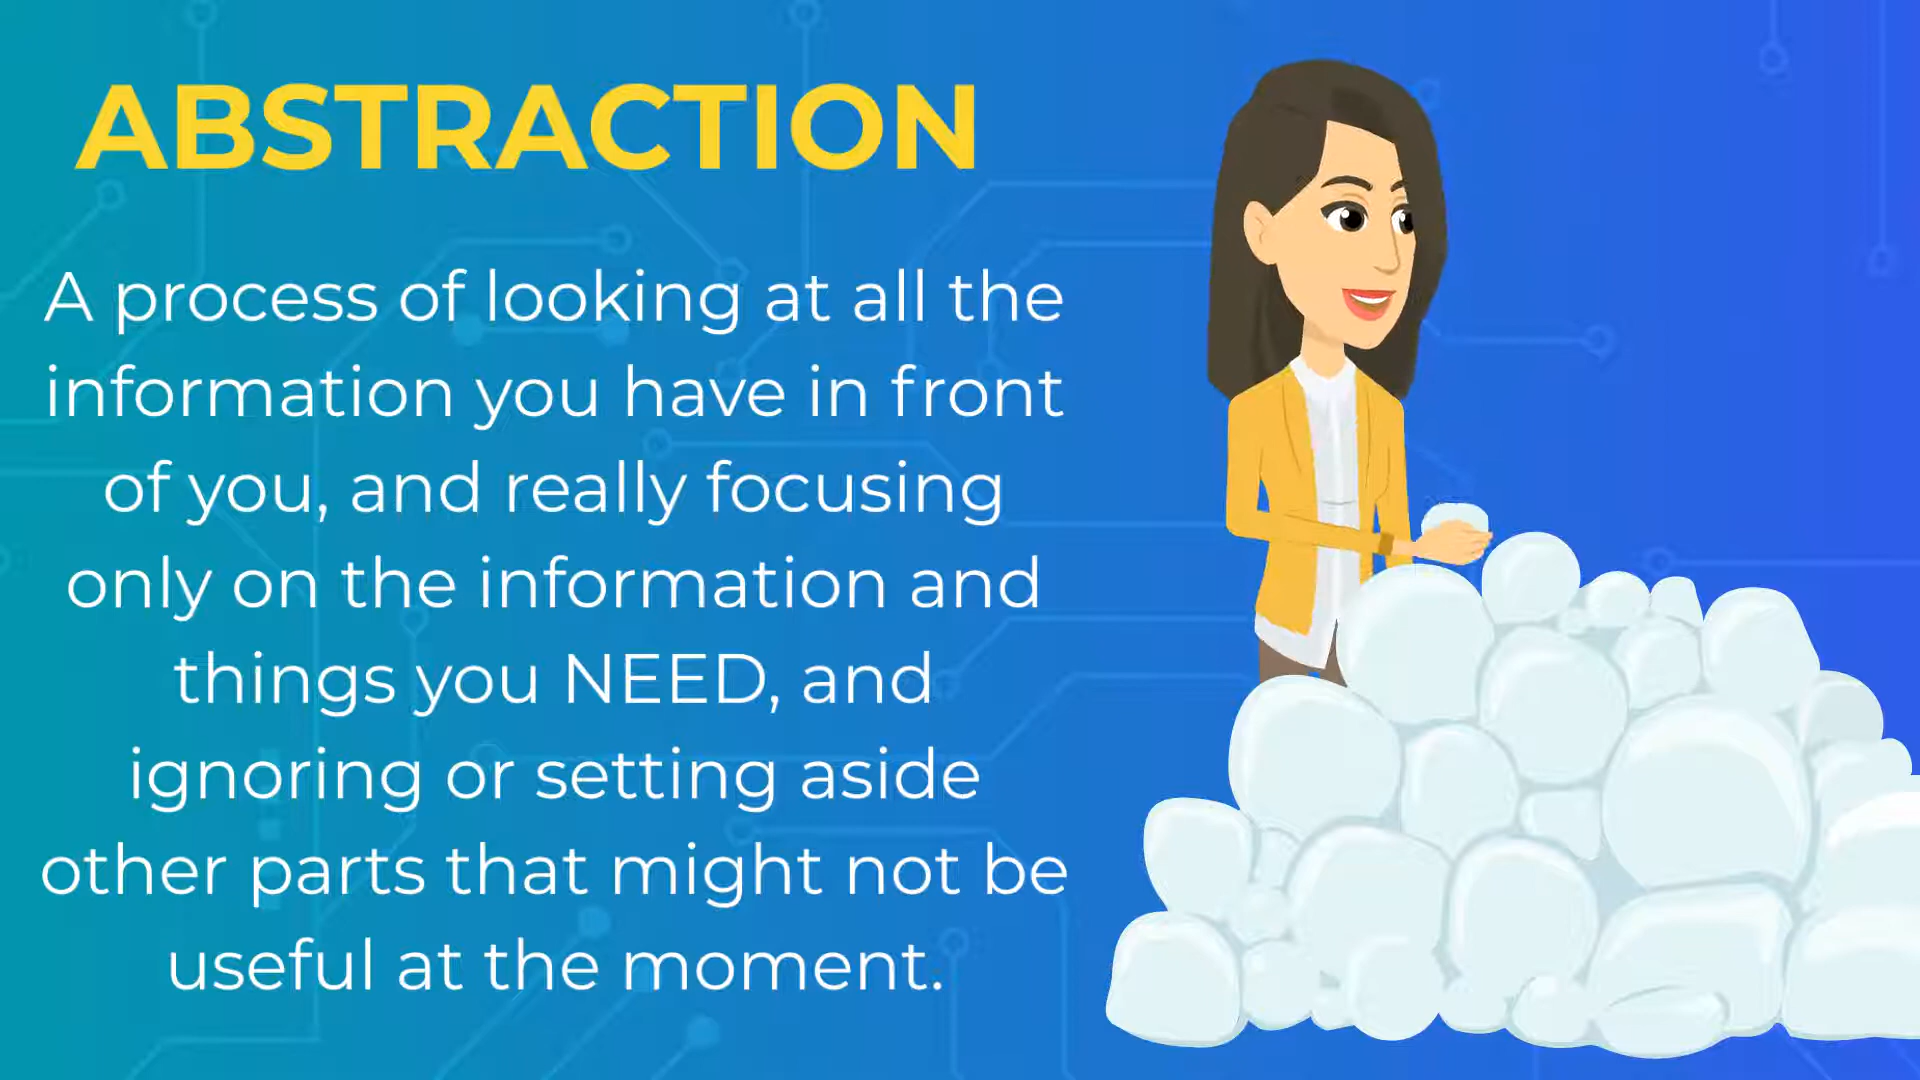 ABSTRACTION
A process of looking at all the
information you have in front
of you, and really focusing
only on the information and
things you NEED, and
ignoring or setting aside
other parts that might not be
useful at the moment.